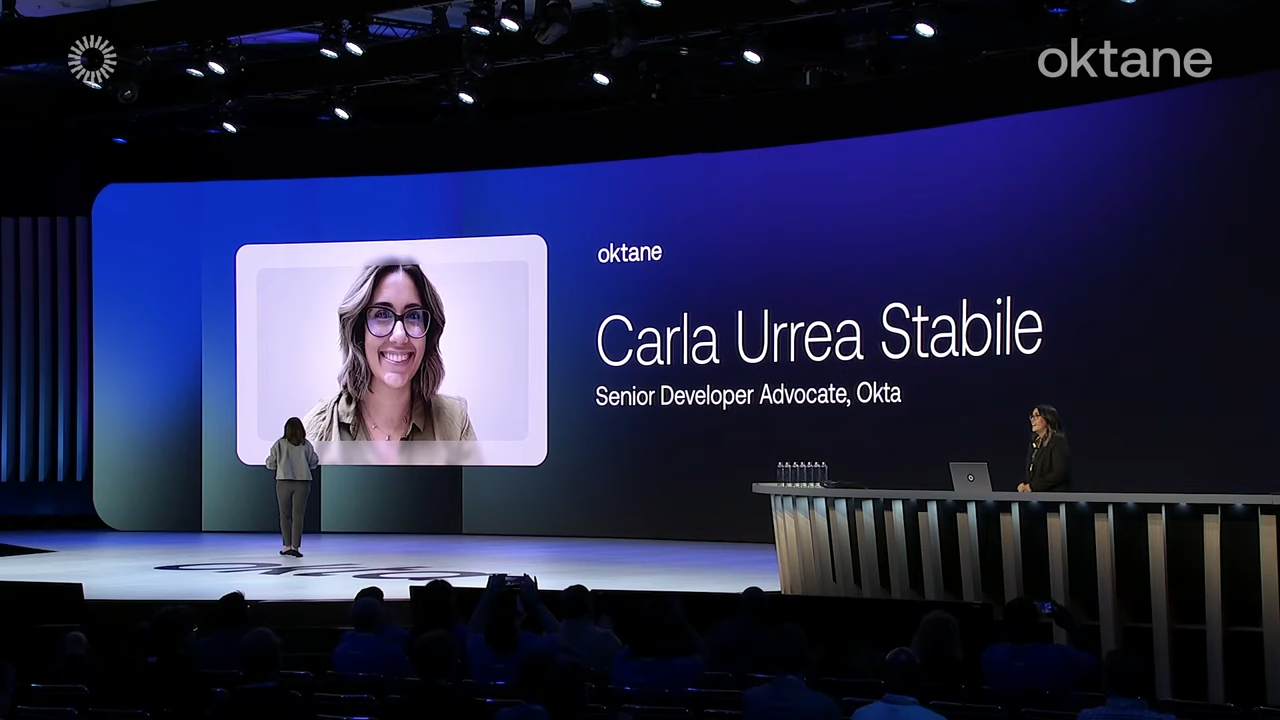 oktane
oktane
Carla Urrea Stabile
Senior Developer Advocate, Okta